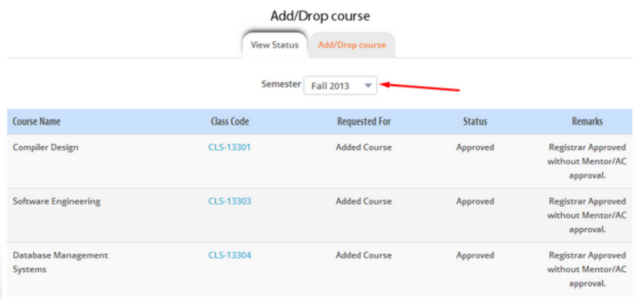 Add/Drop course
View Status Add/Drop course
Semester Fall 2013
Course Name Class Code Requested For Status Remarks
Compiler Design CLS-13301 Added Course Approved Registrar Approved
without Mentor/AC
approval.
Software Engineering CLS-13303 Added Course Approved Registrar Approved
without Mentor/AC
approval.
Database Management CLS-13304 Added Course Approved Registrar Approved
Systems without Mentor/AC
approval.